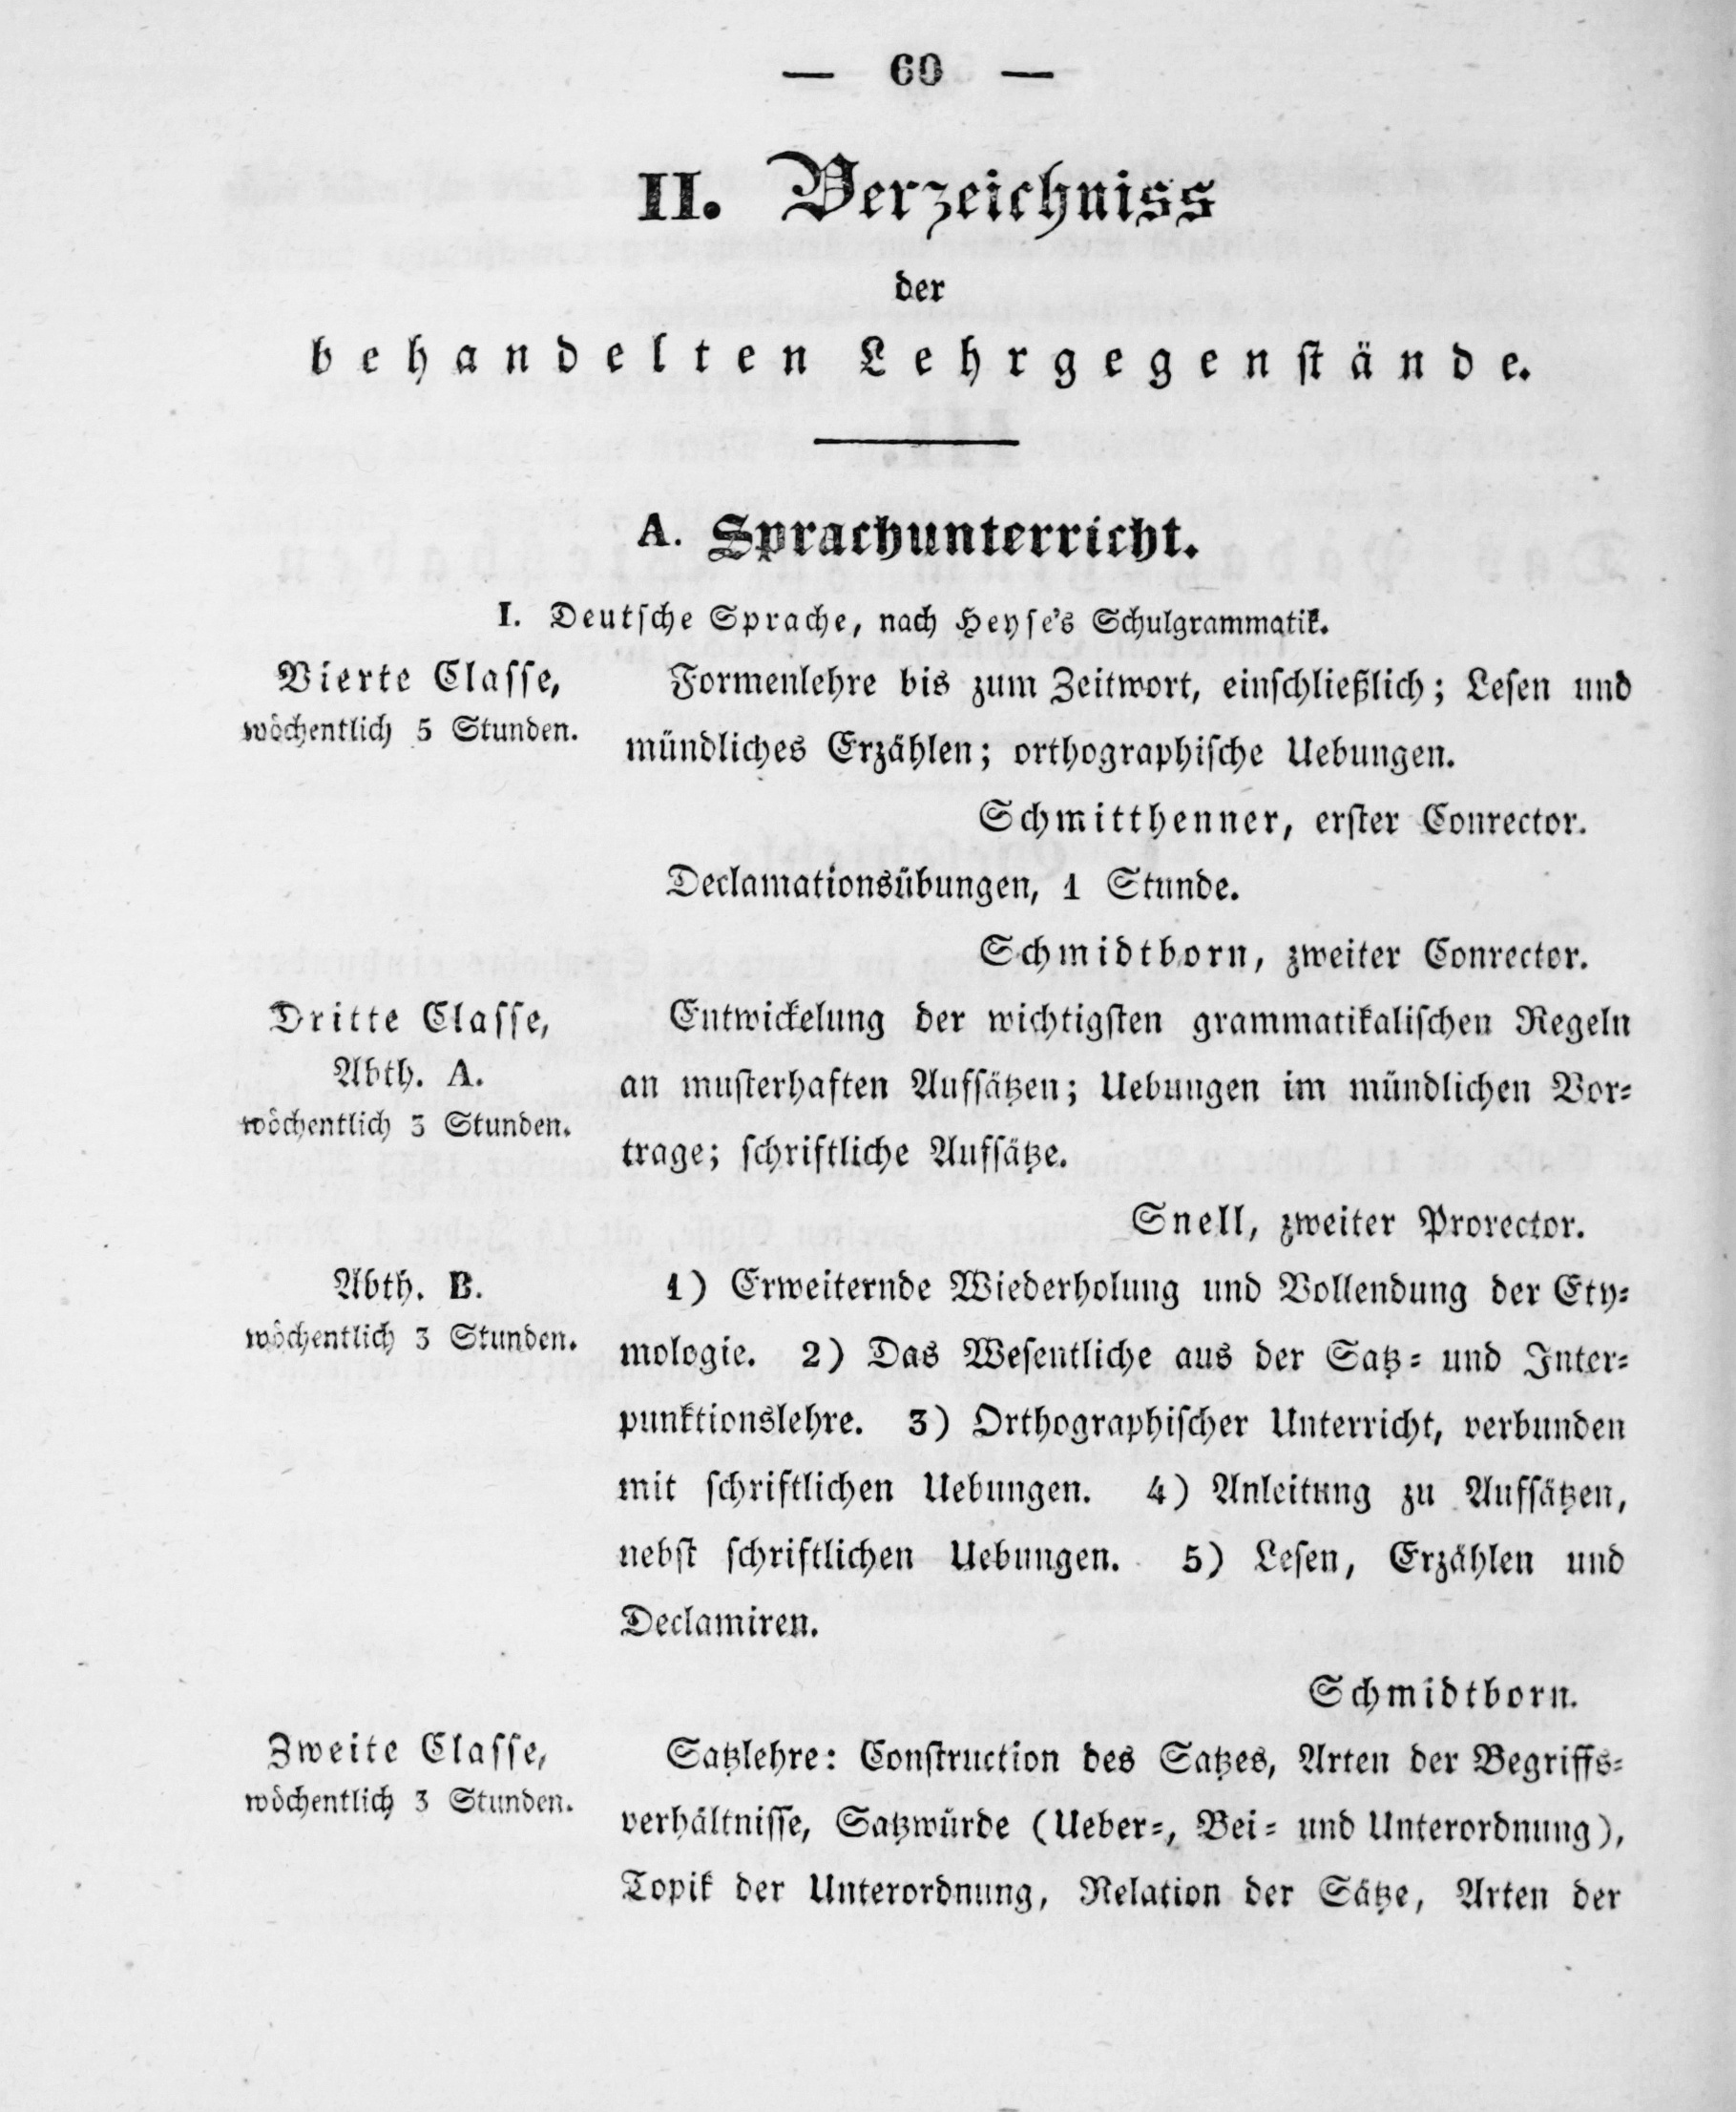 — 60 —
II. Verzeichniss
der
behandelten Lehrgegenstände.
A. Sprachunterricht.
I. Deutsche Sprache, nach Heyse's Schulgrammatik.
Vierte Classe,
wöchentlich 5 Stunden.
Formenlehre bis zum Zeitwort, einschließlich; Lesen und
mündliches Erzählen; orthographische Uebungen.
Schmitthenner, erster Conrector.
Declamationsübungen, 1 Stunde.
Schmidtborn, zweiter Conrector.
Dritte Classe,
Abth. A.
wöchentlich 3 Stunden.
Entwickelung der wichtigsten grammatikalischen Regeln
an musterhaften Aufsätzen; Uebungen im mündlichen Vor-
trage; schriftliche Aufsätze.
Snell, zweiter Prorector.
Abth. B.
wöchentlich 3 Stunden.
1) Erweiternde Wiederholung und Vollendung der Ety-
mologie. 2) Das Wesentliche aus der Satz- und Inter-
punktionslehre. 3) Orthographischer Unterricht, verbunden
mit schriftlichen Uebungen. 4) Anleitung zu Aufsätzen,
nebst schriftlichen Uebungen. 5) Lesen, Erzählen und
Declamiren.
Schmidtborn.
Zweite Classe,
wöchentlich 3 Stunden.
Satzlehre: Construction des Satzes, Arten der Begriffs-
verhältnisse, Satzwürde (Ueber-, Bei- und Unterordnung),
Topik der Unterordnung, Relation der Sätze, Arten der